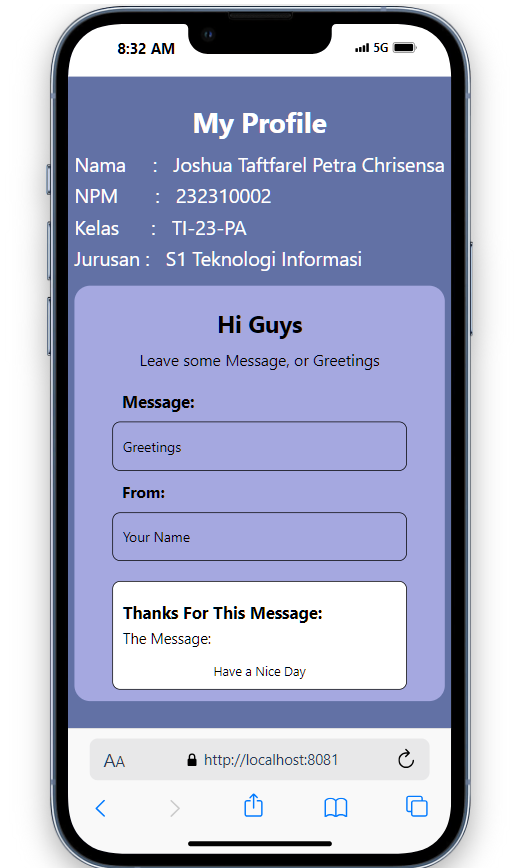 8:32 AM 5G
My Profile
Nama : Joshua Taftfarel Petra Chrisensa
NPM : 232310002
Kelas : TI-23-PA
Jurusan : S1 Teknologi Informasi
Hi Guys
Leave some Message, or Greetings
Message:
Greetings
From:
Your Name
Thanks For This Message:
The Message:
Have a Nice Day
AA http://localhost:8081